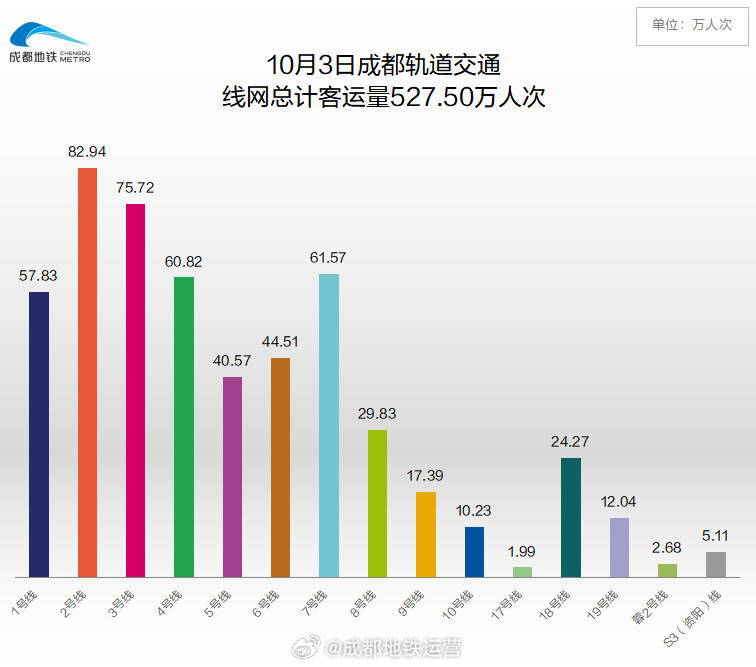 单位：万人次
成都地铁 CHENGDU METRO
10月3日成都轨道交通
线网总计客运量527.50万人次
57.83
82.94
75.72
60.82
40.57
44.51
61.57
29.83
17.39
10.23
1.99
24.27
12.04
2.68
5.11
1号线
2号线
3号线
4号线
5号线
6号线
7号线
8号线
9号线
10号线
17号线
18号线
19号线
蓉2号线
S3（资阳）线
@成都地铁运营